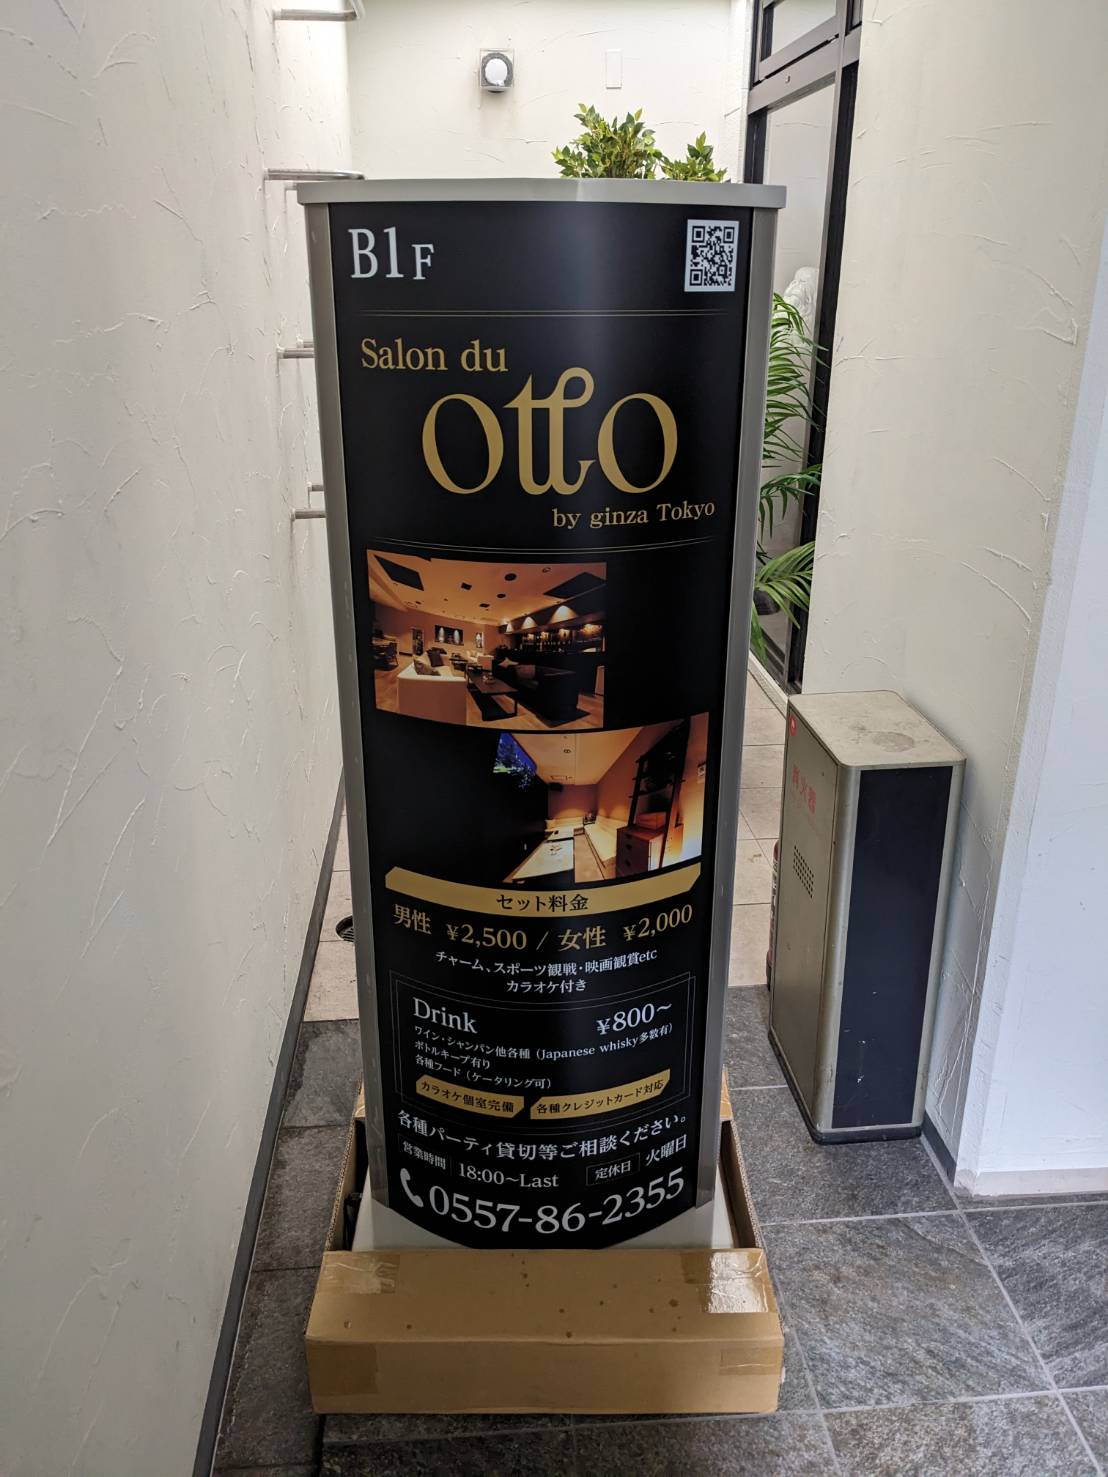 B1F
Salon du
otto
by ginza Tokyo
セット料金
男性 ¥2,500 / 女性 ¥2,000
チャーム、スポーツ観戦・映画観賞etc
カラオケ付き
Drink ¥800~
ワイン・シャンパン他各種（Japanese whisky多数有）
ボトルキープ有り
各種フード（ケータリング可）
カラオケ個室完備 各種クレジットカード対応
各種パーティ貸切等ご相談ください。
営業時間 18:00~Last 定休日 火曜日
0557-86-2355
消火器